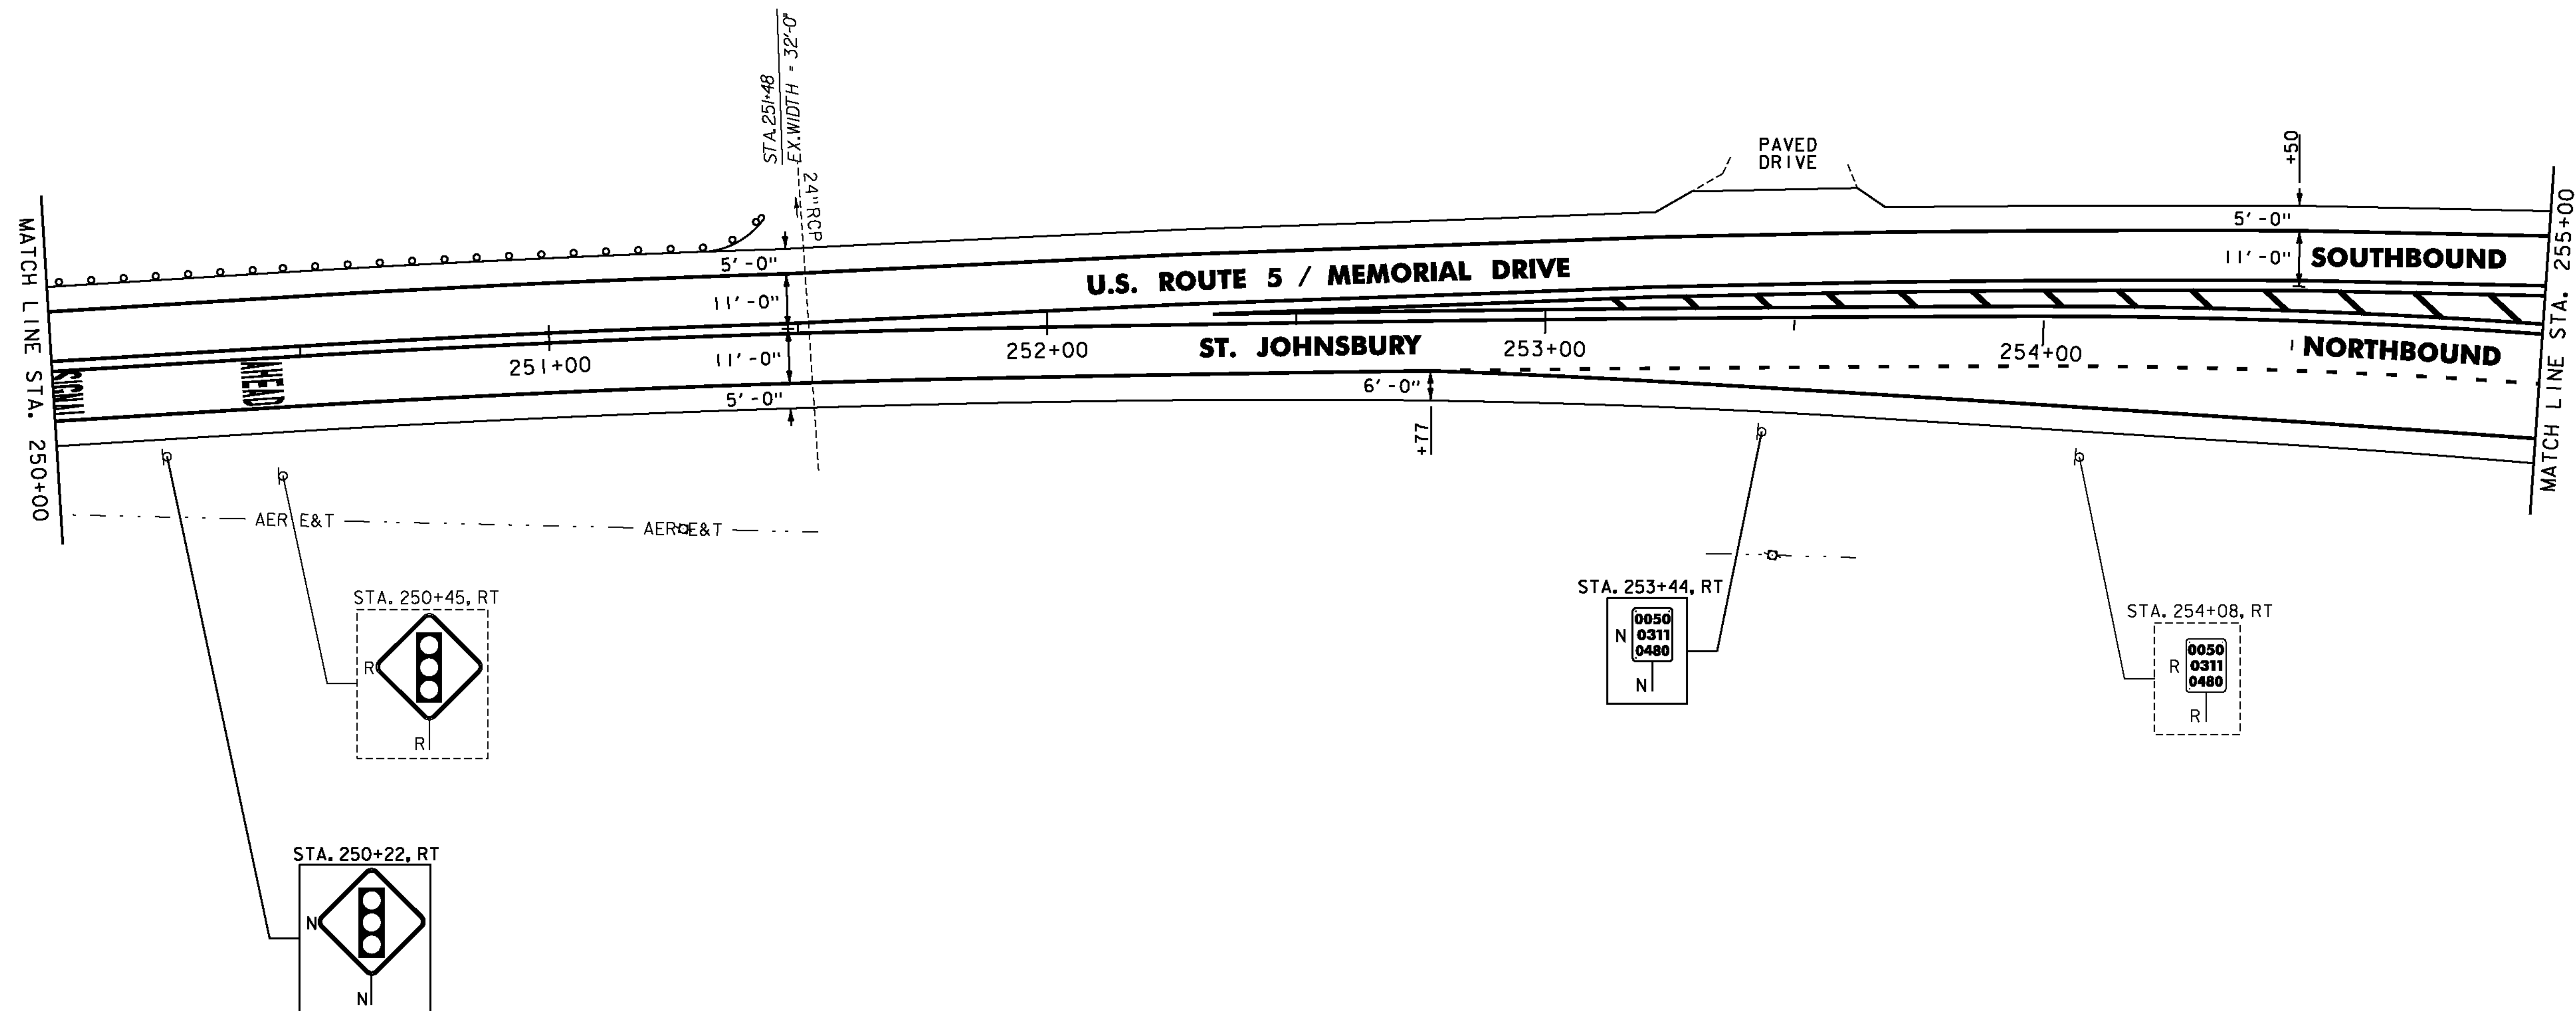 STA. 251+48
EX. WIDTH = 32'-0"
24" RCP
PAVED
DRIVE
+50
MATCH LINE STA. 250+00
MATCH LINE STA. 255+00
5'-0"
5'-0"
11'-0"
11'-0"
SOUTHBOUND
U.S. ROUTE 5 / MEMORIAL DRIVE
SIGNAL
AHEAD
251+00
11'-0"
252+00
ST. JOHNSBURY
253+00
254+00
NORTHBOUND
5'-0"
6'-0"
+77
AER E&T
AER E&T
STA. 250+45, RT
R
R
STA. 253+44, RT
0050
N 0311
0480
N
STA. 254+08, RT
0050
R 0311
0480
R
STA. 250+22, RT
N
N